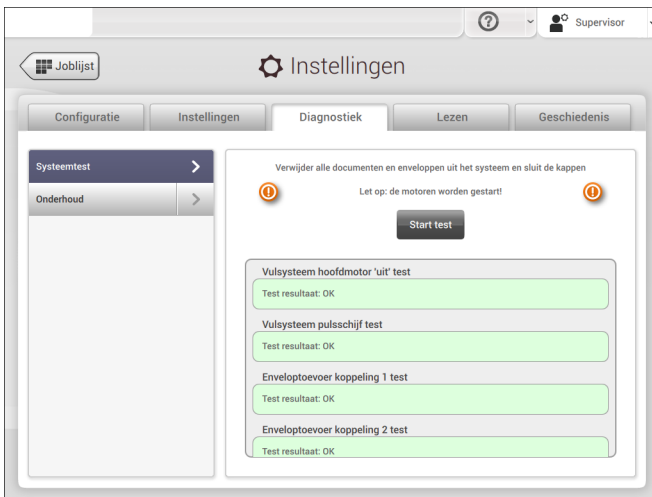 Supervisor
Joblijst
Instellingen
Configuratie
Instellingen
Diagnostiek
Lezen
Geschiedenis
Systeemtest
Onderhoud
Verwijder alle documenten en enveloppen uit het systeem en sluit de kappen
Let op: de motoren worden gestart!
Start test
Vulsysteem hoofdmotor 'uit' test
Test resultaat: OK
Vulsysteem pulsschijf test
Test resultaat: OK
Enveloptoevoer koppeling 1 test
Test resultaat: OK
Enveloptoevoer koppeling 2 test
Test resultaat: OK